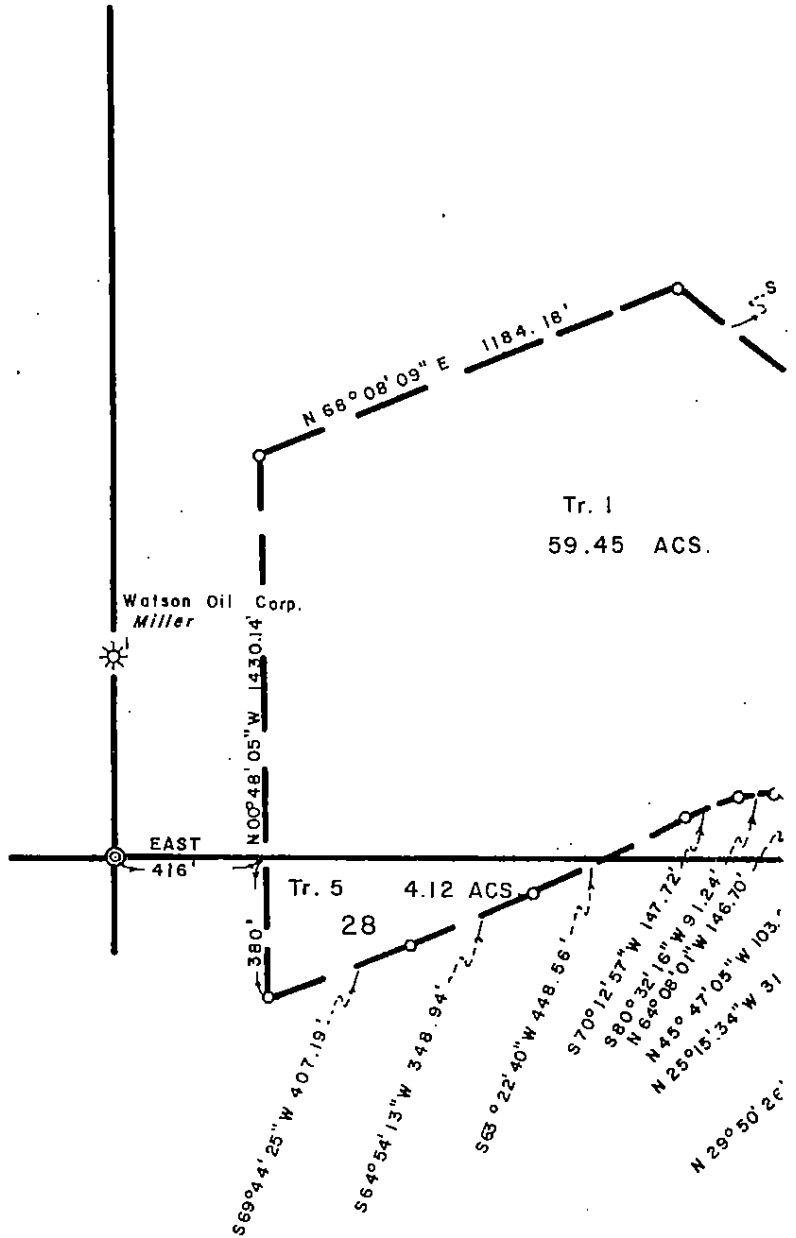 S
N 68° 08' 09" E 1184.18'
Tr. 1
59.45 ACS.
Watson Oil Corp.
Miller
1
N00°48'05"W 1430.14'
EAST
416'
Tr. 5 4.12 ACS.
28
380'
S69°44'25"W 407.19'
S64°54'13"W 348.94'
S63°22'40"W 448.56'
S70°12'57"W 147.72'
S80°32'16"W 91.24'
N 64°08'01"W 146.70'
N 45°47'05"W 103.
N 25°15'34"W 31
N 29°50'26'